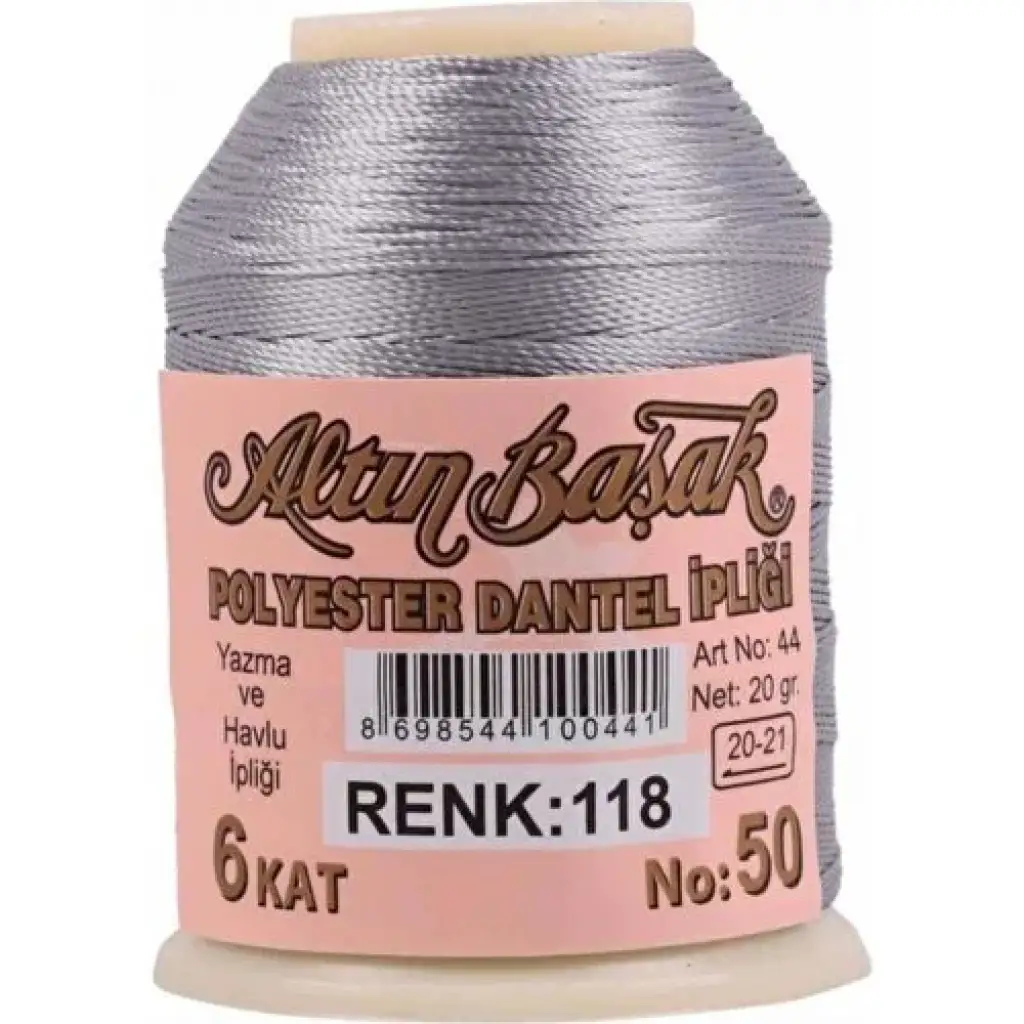 Altın Başak ®
POLYESTER DANTEL İPLİĞİ
Yazma
ve
Havlu
İpliği
8 698544 100441
Art No: 44
Net: 20 gr.
20-21
RENK:118
6 KAT
No: 50